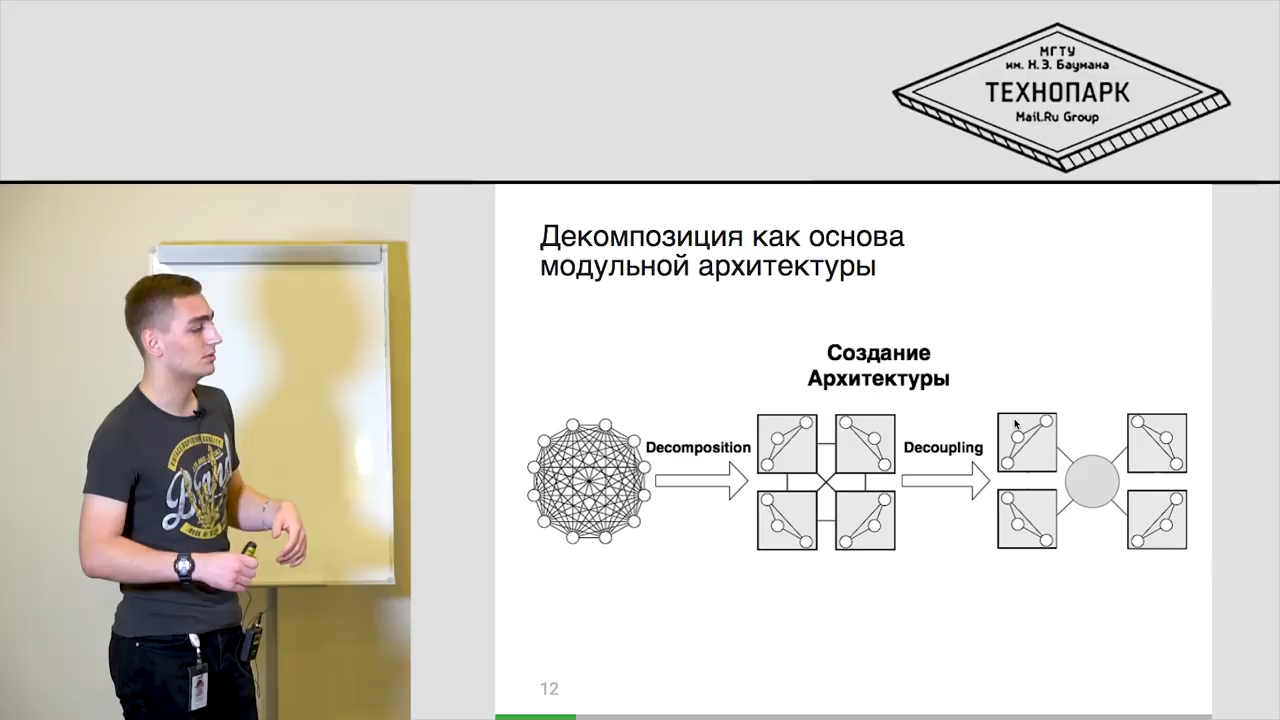 МГТУ
им. Н.Э. Баумана
ТЕХНОПАРК
Mail.Ru Group
Декомпозиция как основа
модульной архитектуры
Создание
Архитектуры
Decomposition
Decoupling
12